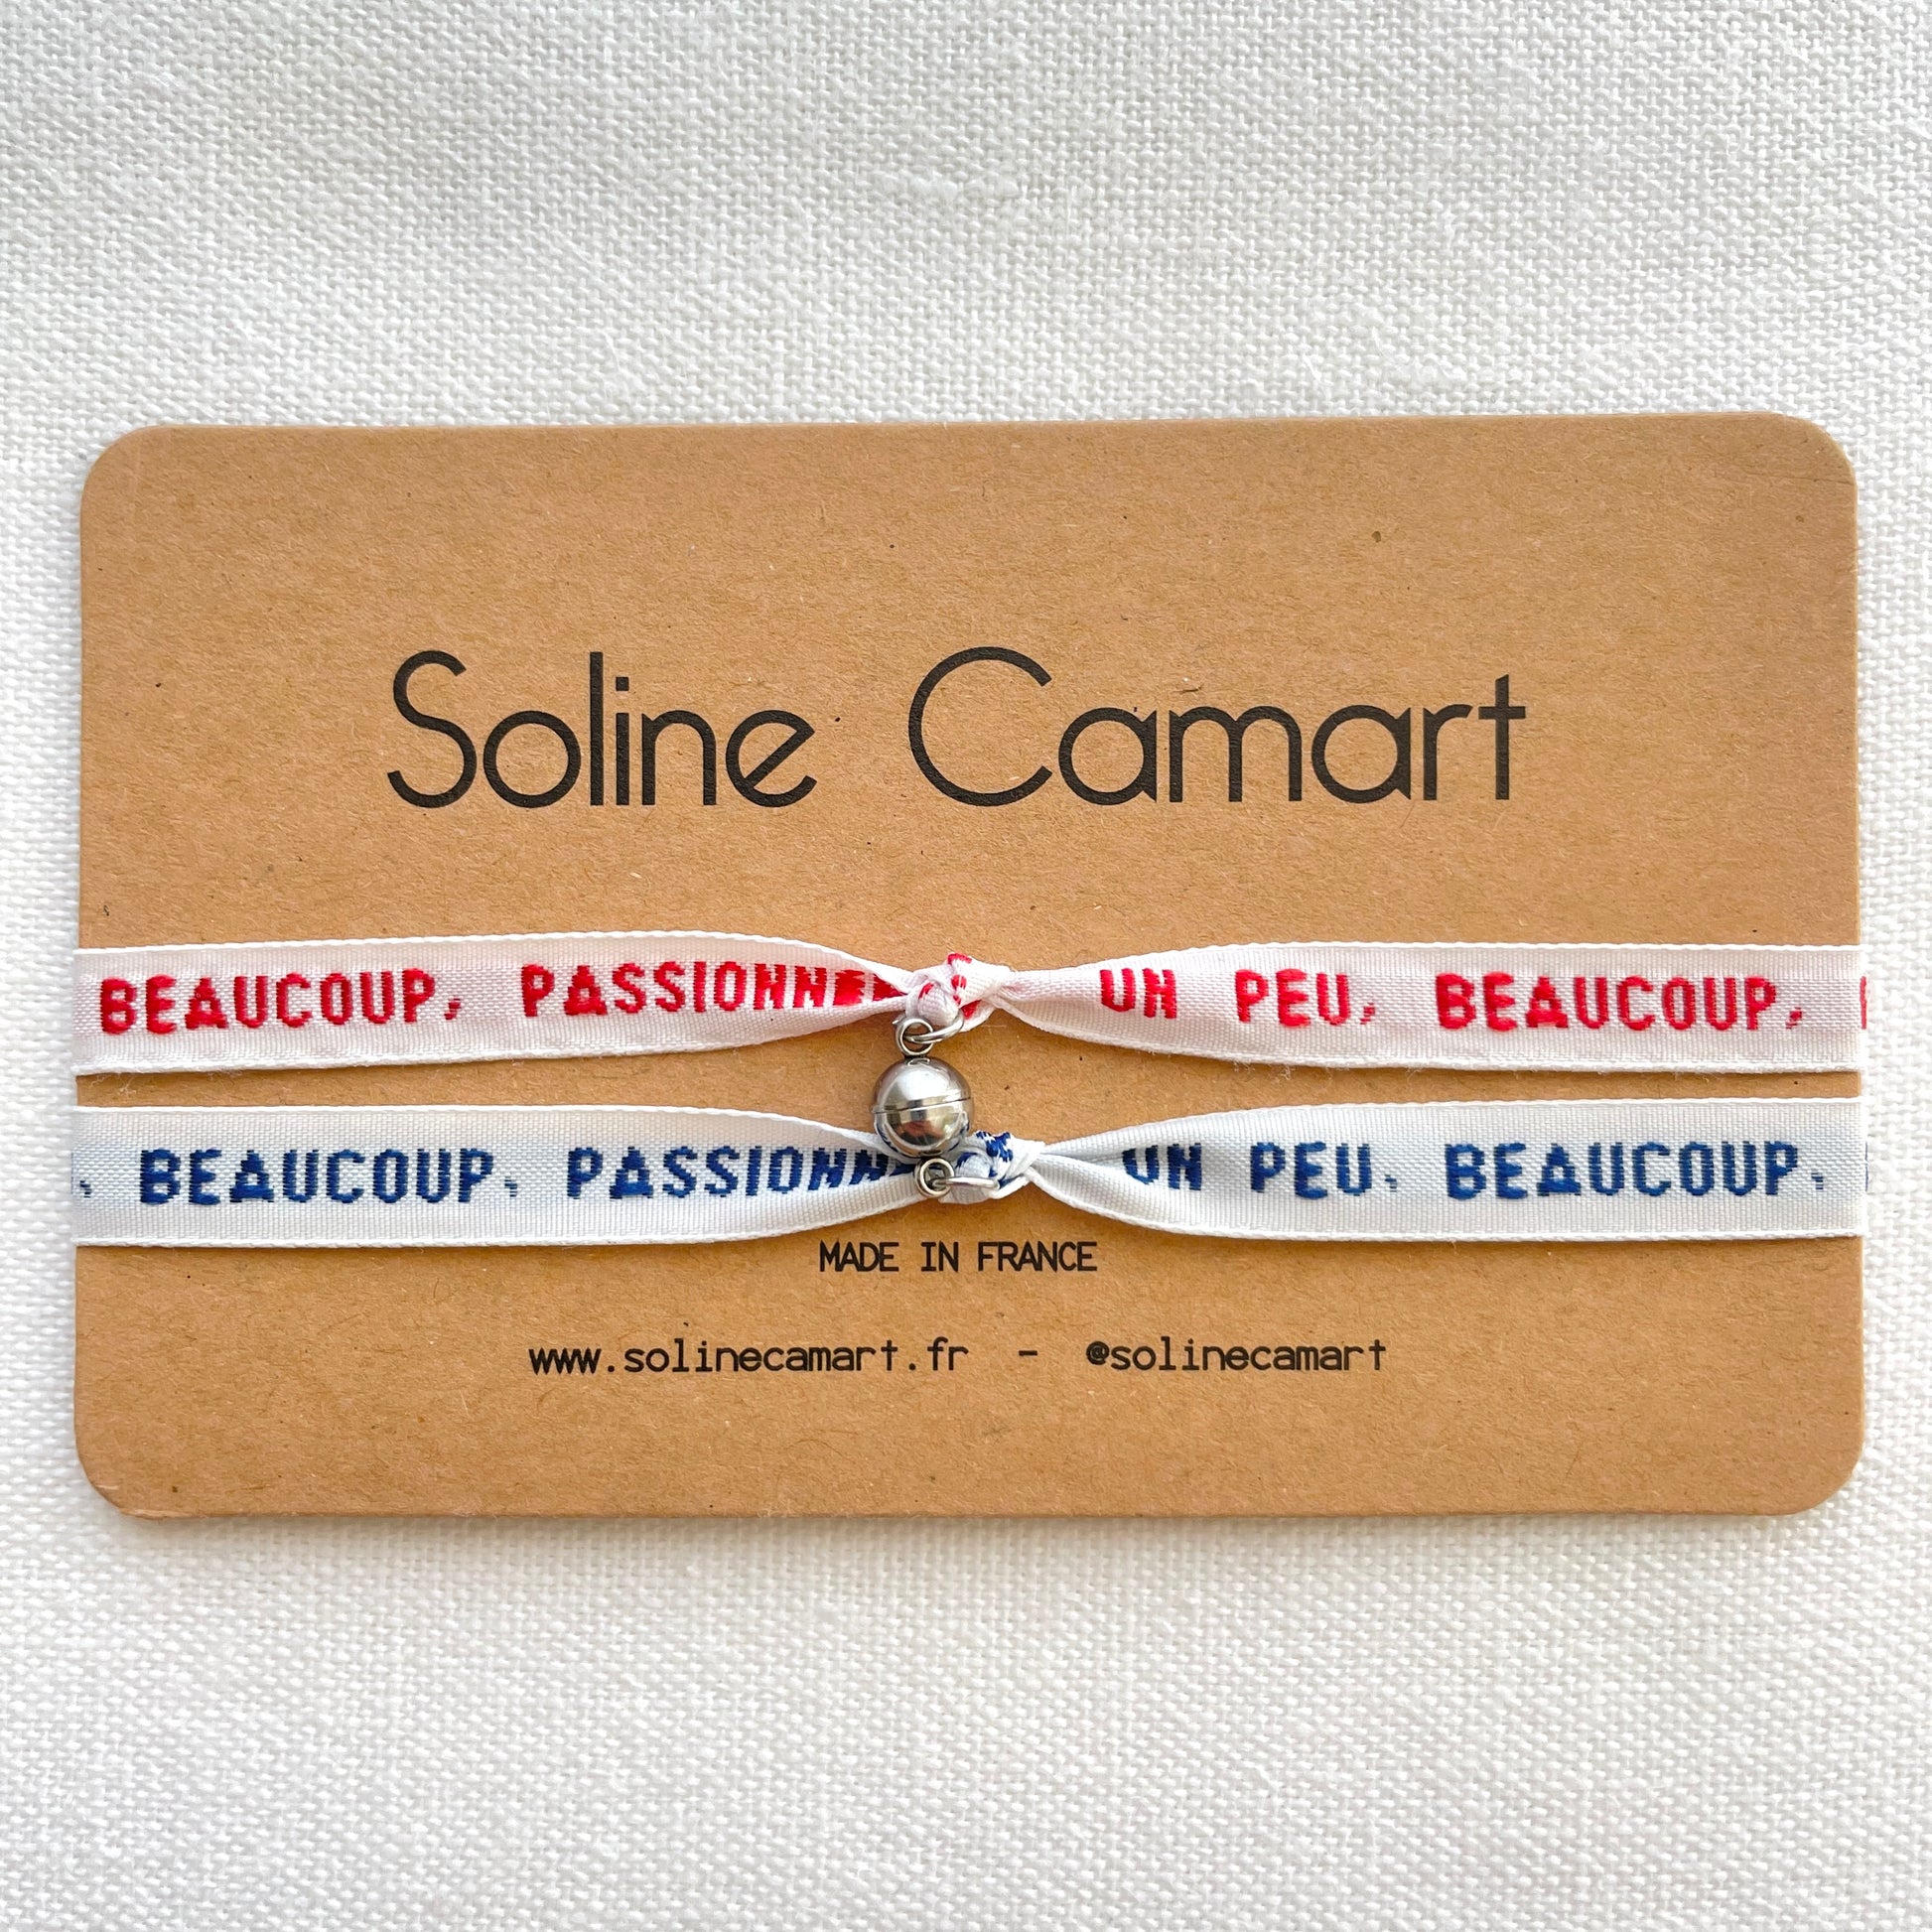 Soline Camart
BEAUCOUP, PASSIONNE UN PEU, BEAUCOUP,
, BEAUCOUP, PASSIONN UN PEU, BEAUCOUP,
MADE IN FRANCE
www.solinecamart.fr - @solinecamart